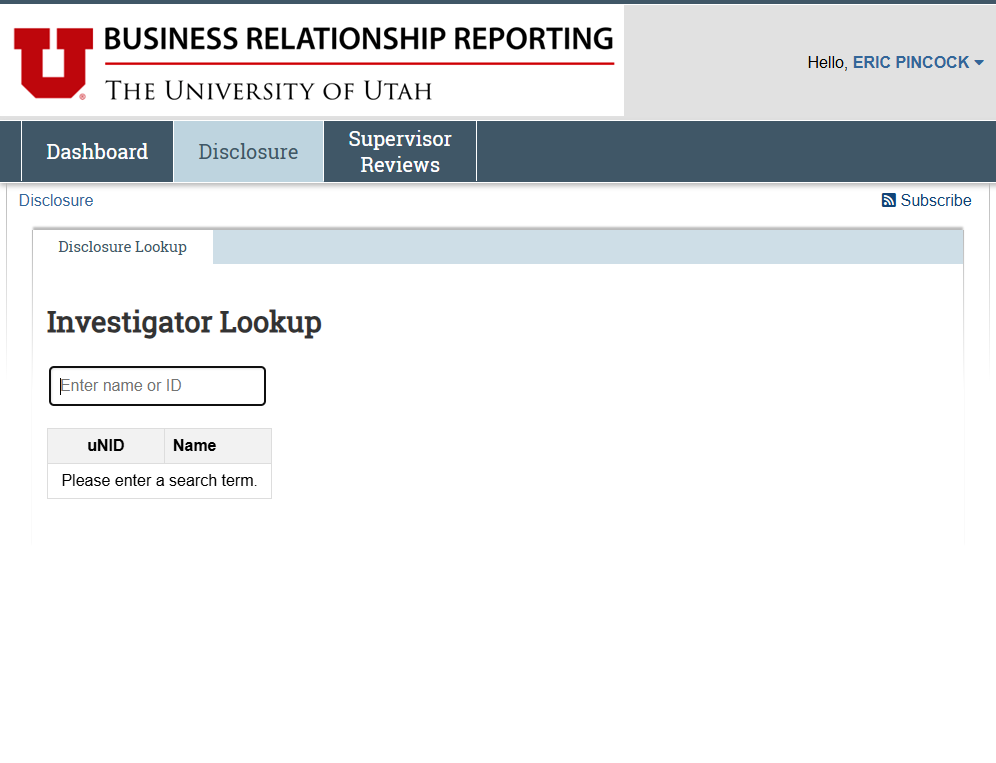 BUSINESS RELATIONSHIP REPORTING
THE UNIVERSITY OF UTAH
Hello, ERIC PINCOCK
Dashboard
Disclosure
Supervisor
Reviews
Disclosure
Subscribe
Disclosure Lookup
Investigator Lookup
Enter name or ID
uNID Name
Please enter a search term.